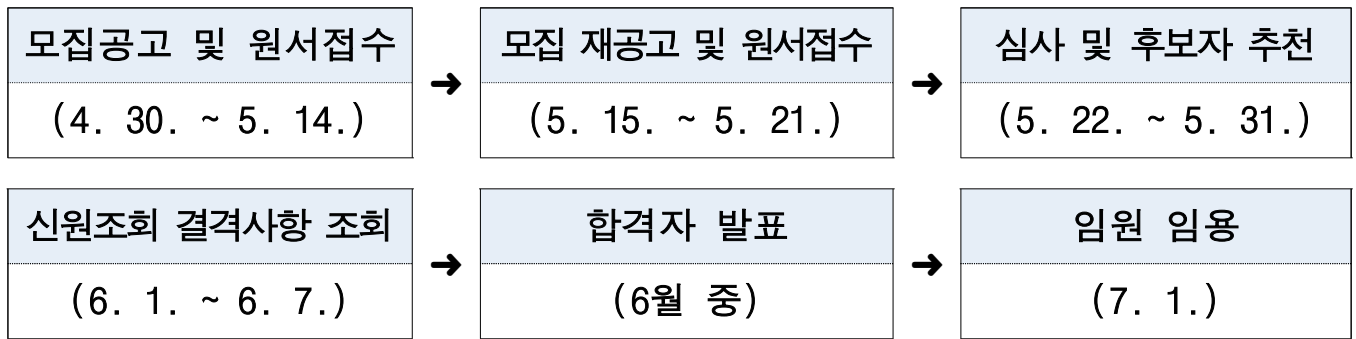 모집공고 및 원서접수
(4. 30. ~ 5. 14.)
➜
모집 재공고 및 원서접수
(5. 15. ~ 5. 21.)
➜
심사 및 후보자 추천
(5. 22. ~ 5. 31.)
신원조회 결격사항 조회
(6. 1. ~ 6. 7.)
➜
합격자 발표
(6월 중)
➜
임원 임용
(7. 1.)